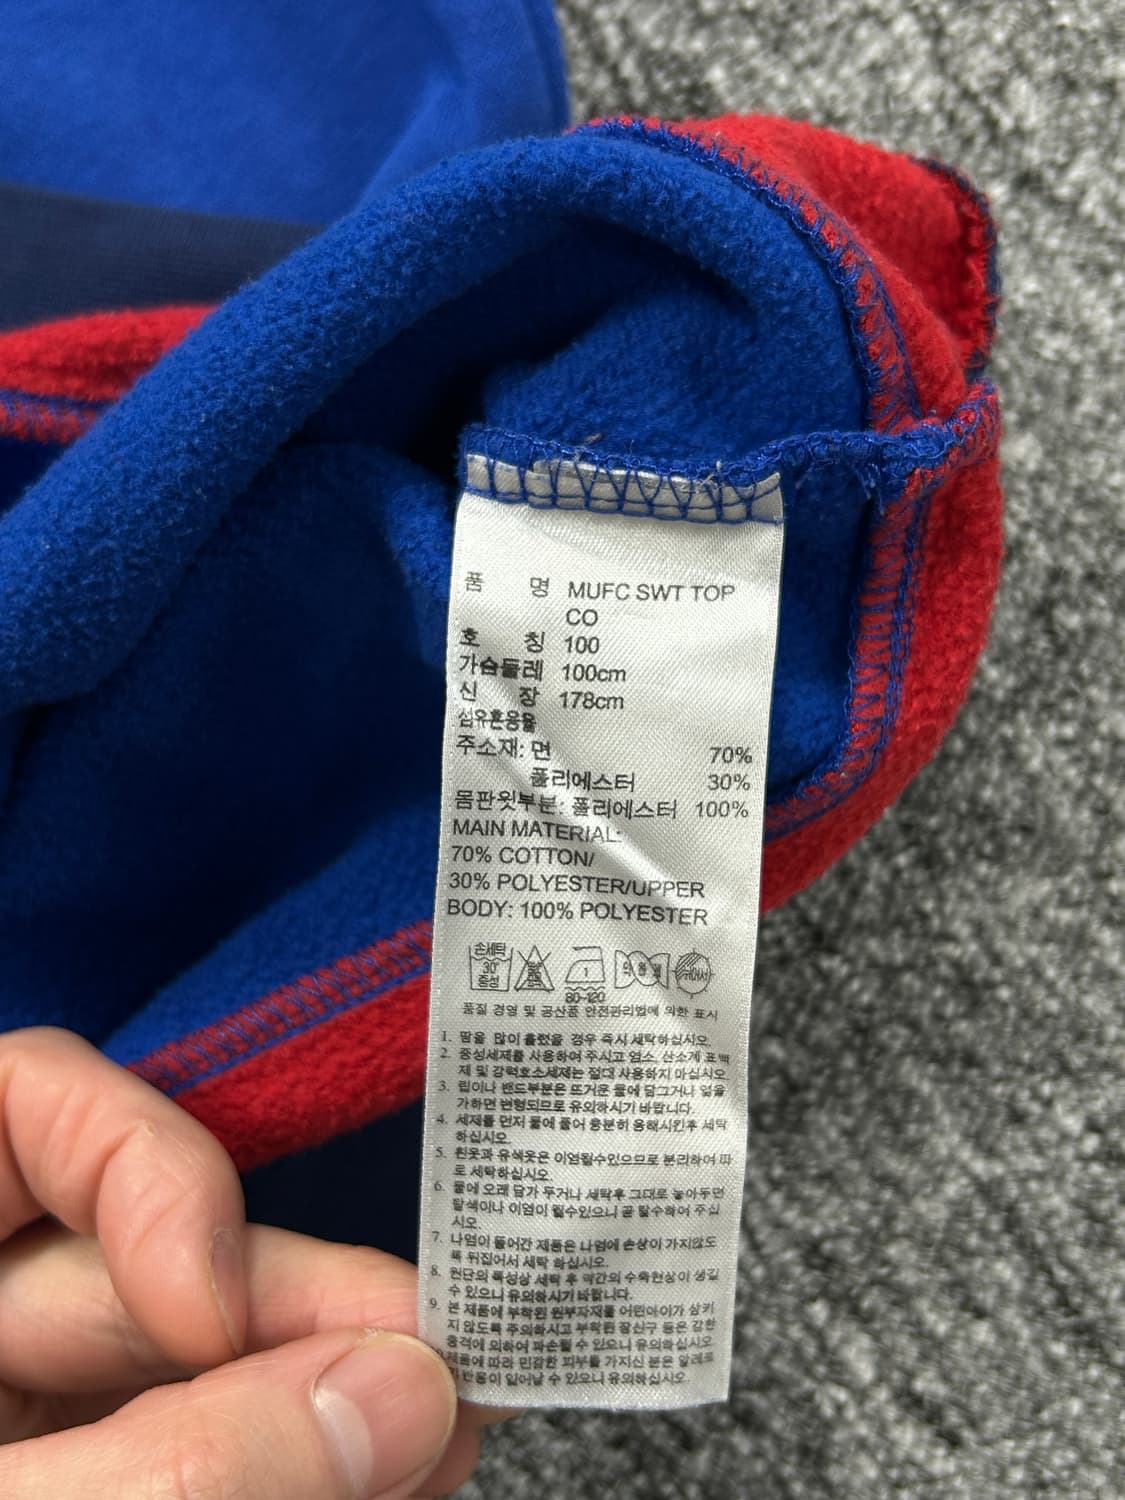 품 명 MUFC SWT TOP
CO
호 칭 100
가슴둘레 100cm
신 장 178cm
섬유혼용율
주소재: 면 70%
폴리에스터 30%
몸판윗부분: 폴리에스터 100%
MAIN MATERIAL:
70% COTTON/
30% POLYESTER/UPPER
BODY: 100% POLYESTER
손세탁
30
중성
1
80~120
품질 경영 및 공산품 안전관리법에 의한 표시
1. 땀을 많이 흘렸을 경우 즉시 세탁하십시오.
2. 중성세제를 사용하여 주시고 염소, 산소계 표백
제 및 강력효소세제는 절대 사용하지 마십시오
3. 립이나 밴드부분은 뜨거운 물에 담그거나 열을
가하면 변형되므로 유의하시기 바랍니다.
4. 세제를 먼저 물에 풀어 충분히 용해시킨후 세탁
하십시오.
5. 흰옷과 유색옷은 이염될수있으므로 분리하여 따
로 세탁하십시오.
6. 물에 오래 담가 두거나 세탁후 그대로 놓아두면
탈색이나 이염이 될수있으니 곧 탈수하여 주십
시오.
7. 나염이 들어간 제품은 나염에 손상이 가지않도
록 뒤집어서 세탁 하십시오.
8. 원단의 특성상 세탁 후 약간의 수축현상이 생길
수 있으니 유의하시기 바랍니다.
9. 본 제품에 부착된 원부자재를 어린아이가 삼키
지 않도록 주의하시고 부착된 장신구 등은 강한
충격에 의하여 파손될 수 있으니 유의하십시오
제품에 따라 민감한 피부를 가지신 분은 알레르
기반응이 일어날 수 있으니 유의하십시오.